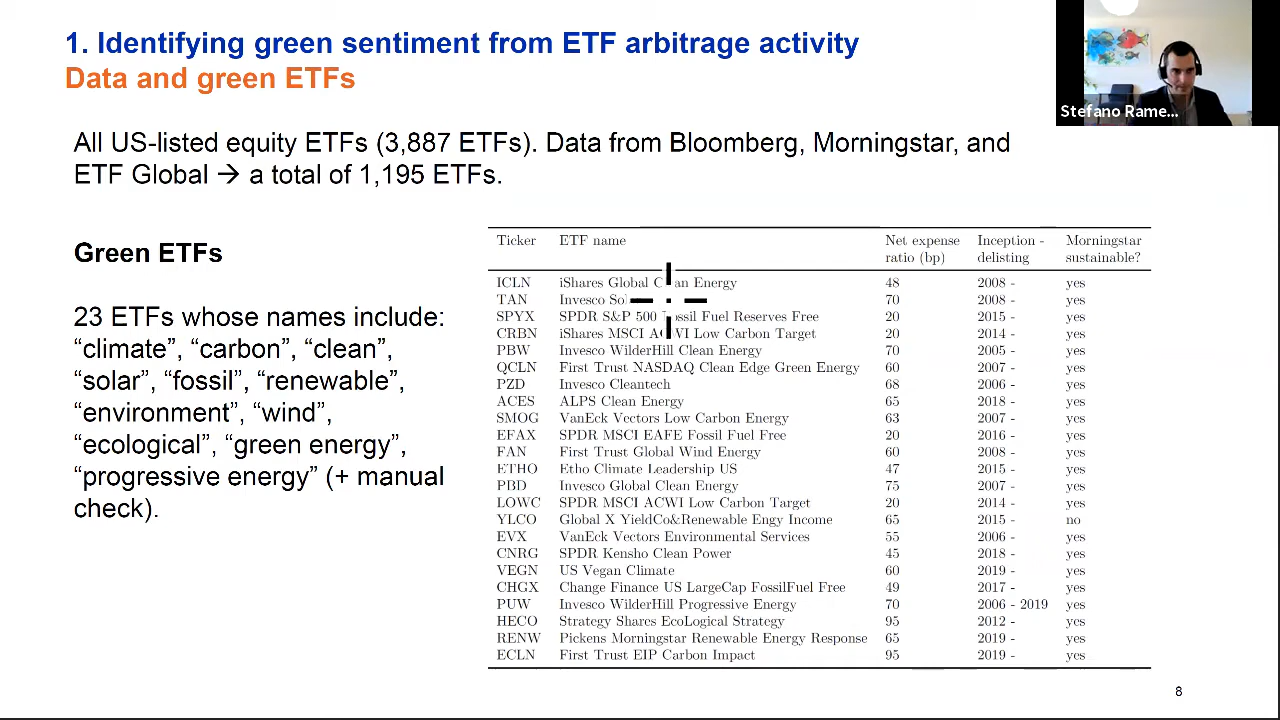 1. Identifying green sentiment from ETF arbitrage activity
Data and green ETFs
Stefano Rame...
All US-listed equity ETFs (3,887 ETFs). Data from Bloomberg, Morningstar, and
ETF Global → a total of 1,195 ETFs.
Green ETFs
23 ETFs whose names include:
“climate”, “carbon”, “clean”,
“solar”, “fossil”, “renewable”,
“environment”, “wind”,
“ecological”, “green energy”,
“progressive energy” (+ manual
check).
Ticker ETF name Net expense Inception - Morningstar
ratio (bp) delisting sustainable?
ICLN iShares Global Clean Energy 48 2008 - yes
TAN Invesco 70 2008 - yes
SPYX SPDR S&P 500 Fossil Fuel Reserves Free 20 2015 - yes
CRBN iShares MSCI ACWI Low Carbon Target 20 2014 - yes
PBW Invesco WilderHill Clean Energy 70 2005 - yes
QCLN First Trust NASDAQ Clean Edge Green Energy 60 2007 - yes
PZD Invesco Cleantech 68 2006 - yes
ACES ALPS Clean Energy 65 2018 - yes
SMOG VanEck Vectors Low Carbon Energy 63 2007 - yes
EFAX SPDR MSCI EAFE Fossil Fuel Free 20 2016 - yes
FAN First Trust Global Wind Energy 60 2008 - yes
ETHO Etho Climate Leadership US 47 2015 - yes
PBD Invesco Global Clean Energy 75 2007 - yes
LOWC SPDR MSCI ACWI Low Carbon Target 20 2014 - yes
YLCO Global X YieldCo&Renewable Engy Income 65 2015 - no
EVX VanEck Vectors Environmental Services 55 2006 - yes
CNRG SPDR Kensho Clean Power 45 2018 - yes
VEGN US Vegan Climate 60 2019 - yes
CHGX Change Finance US LargeCap FossilFuel Free 49 2017 - yes
PUW Invesco WilderHill Progressive Energy 70 2006 - 2019 yes
HECO Strategy Shares EcoLogical Strategy 95 2012 - yes
RENW Pickens Morningstar Renewable Energy Response 65 2019 - yes
ECLN First Trust EIP Carbon Impact 95 2019 - yes
8